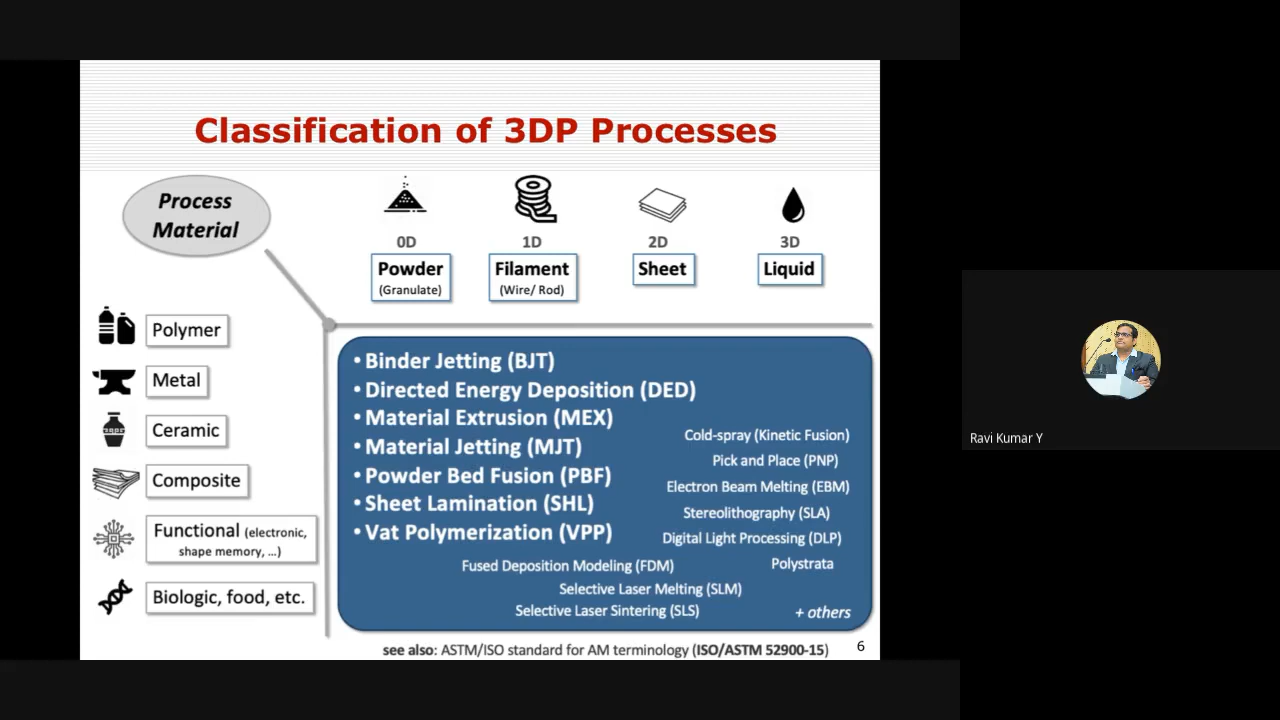 Classification of 3DP Processes
Process
Material
0D
1D
2D
3D
Powder
(Granulate)
Filament
(Wire/ Rod)
Sheet
Liquid
Polymer
Metal
Ceramic
Composite
Functional (electronic,
shape memory, ...)
Biologic, food, etc.
• Binder Jetting (BJT)
• Directed Energy Deposition (DED)
• Material Extrusion (MEX)
• Material Jetting (MJT)
• Powder Bed Fusion (PBF)
• Sheet Lamination (SHL)
• Vat Polymerization (VPP)
Cold-spray (Kinetic Fusion)
Pick and Place (PNP)
Electron Beam Melting (EBM)
Stereolithography (SLA)
Digital Light Processing (DLP)
Polystrata
Fused Deposition Modeling (FDM)
Selective Laser Melting (SLM)
Selective Laser Sintering (SLS)
+ others
see also: ASTM/ISO standard for AM terminology (ISO/ASTM 52900-15)
6
Ravi Kumar Y